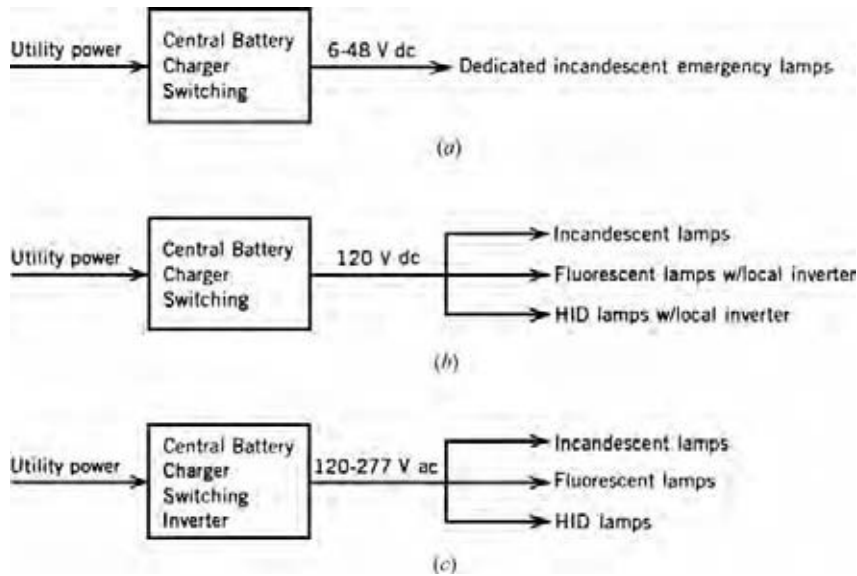 Utility power
Central Battery
Charger
Switching
6-48 V dc
Dedicated incandescent emergency lamps
(a)
Utility power
Central Battery
Charger
Switching
120 V dc
Incandescent lamps
Fluorescent lamps w/local inverter
HID lamps w/local inverter
(b)
Utility power
Central Battery
Charger
Switching
Inverter
120-277 V ac
Incandescent lamps
Fluorescent lamps
HID lamps
(c)